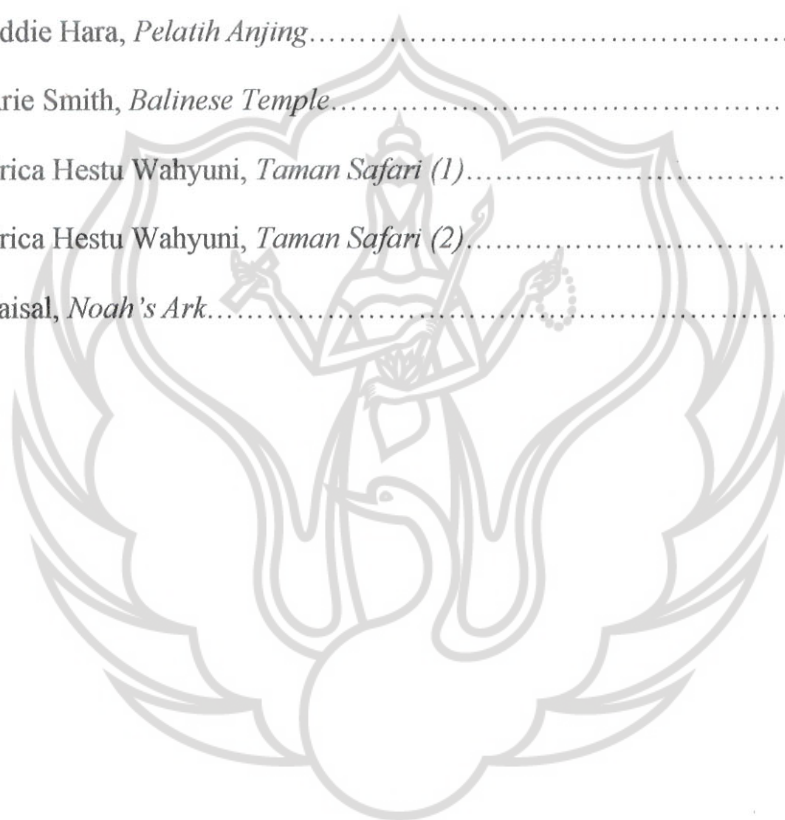 ddie Hara, Pelatih Anjing.......................................................
rie Smith, Balinese Temple....................................................
rica Hestu Wahyuni, Taman Safari (1)....................................
rica Hestu Wahyuni, Taman Safari (2)....................................
aisal, Noah's Ark...................................................................